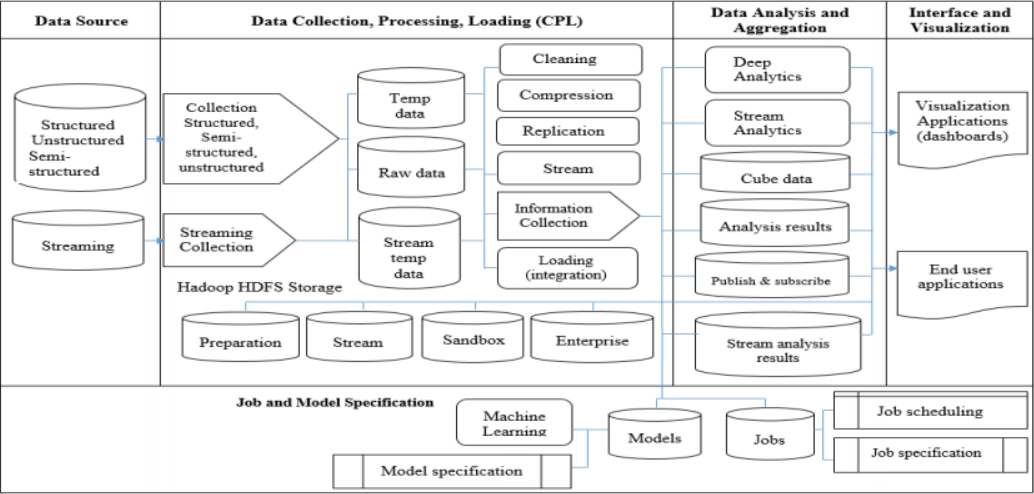 Data Source
Data Collection, Processing, Loading (CPL)
Data Analysis and
Aggregation
Interface and
Visualization
Structured
Unstructured
Semi-
structured
Streaming
Collection
Structured,
Semi-
structured,
unstructured
Streaming
Collection
Temp
data
Raw data
Stream
temp
data
Cleaning
Compression
Replication
Stream
Information
Collection
Loading
(integration)
Hadoop HDFS Storage
Preparation
Stream
Sandbox
Enterprise
Deep
Analytics
Stream
Analytics
Cube data
Analysis results
Publish & subscribe
Stream analysis
results
Visualization
Applications
(dashboards)
End user
applications
Job and Model Specification
Machine
Learning
Model specification
Models
Jobs
Job scheduling
Job specification